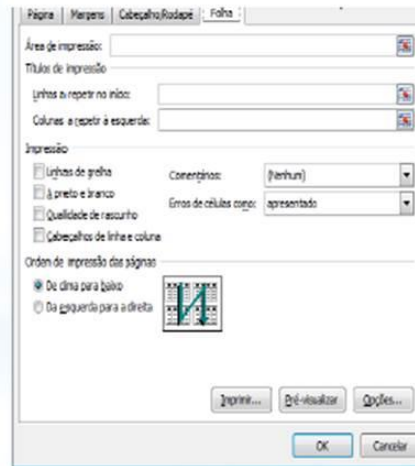 Página Margens Cabeçalho/Rodapé Folha
Área de impressão:
Títulos de impressão
Linhas a repetir no início:
Colunas a repetir à esquerda:
Impressão
Linhas de grelha
A preto e branco
Qualidade de rascunho
Cabeçalhos de linha e coluna
Comentários: (Nenhum)
Erros de células como: apresentado
Ordem de impressão das páginas
De cima para baixo
Da esquerda para a direita
Imprimir... Pré-visualizar Opções...
OK Cancelar